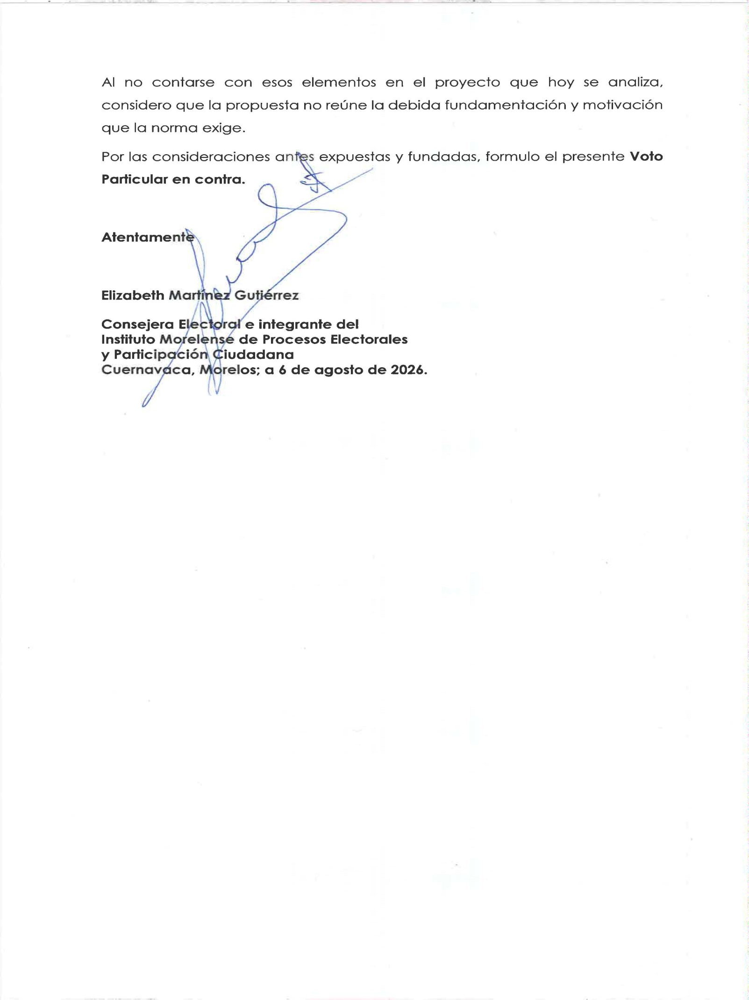 Al no contarse con esos elementos en el proyecto que hoy se analiza,
considero que la propuesta no reúne la debida fundamentación y motivación
que la norma exige.
Por las consideraciones antes expuestas y fundadas, formulo el presente Voto
Particular en contra.
Atentamente
Elizabeth Martínez Gutiérrez
Consejera Electoral e integrante del
Instituto Morelense de Procesos Electorales
y Participación Ciudadana
Cuernavaca, Morelos; a 6 de agosto de 2026.